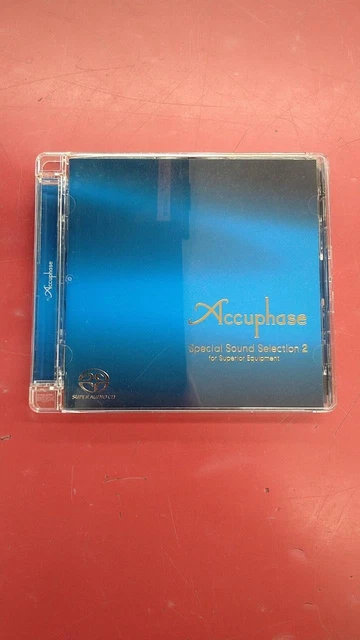 Accuphase
Accuphase
Special Sound Selection 2
for Superior Equipment
SUPER AUDIO CD